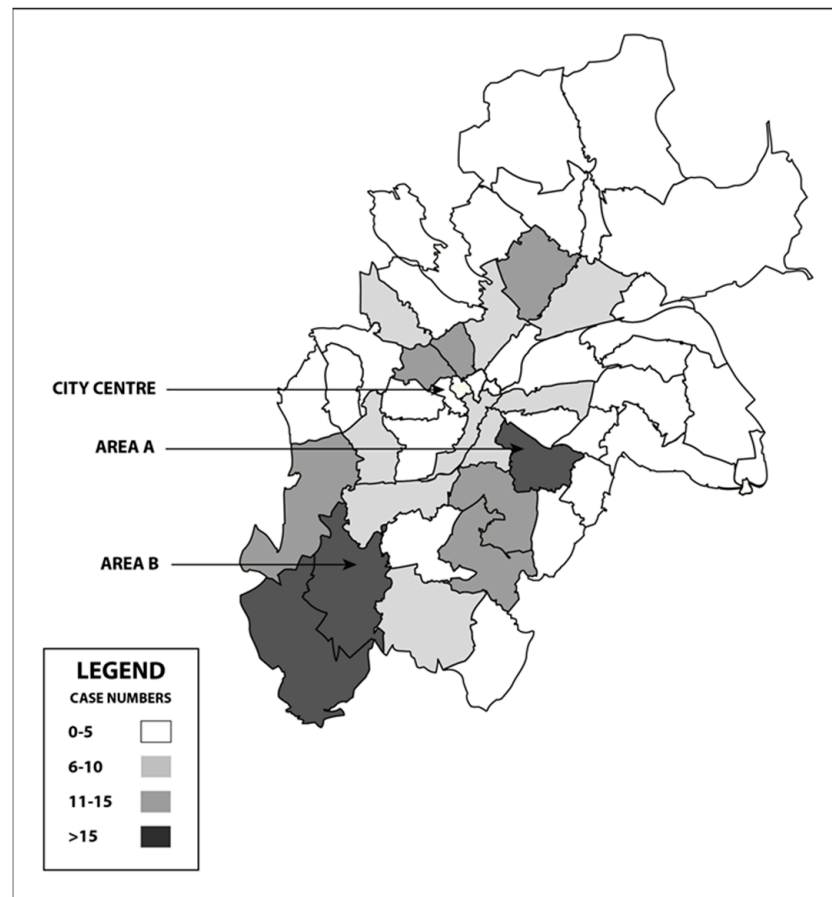 CITY CENTRE
AREA A
AREA B
LEGEND
CASE NUMBERS
0-5
6-10
11-15
>15